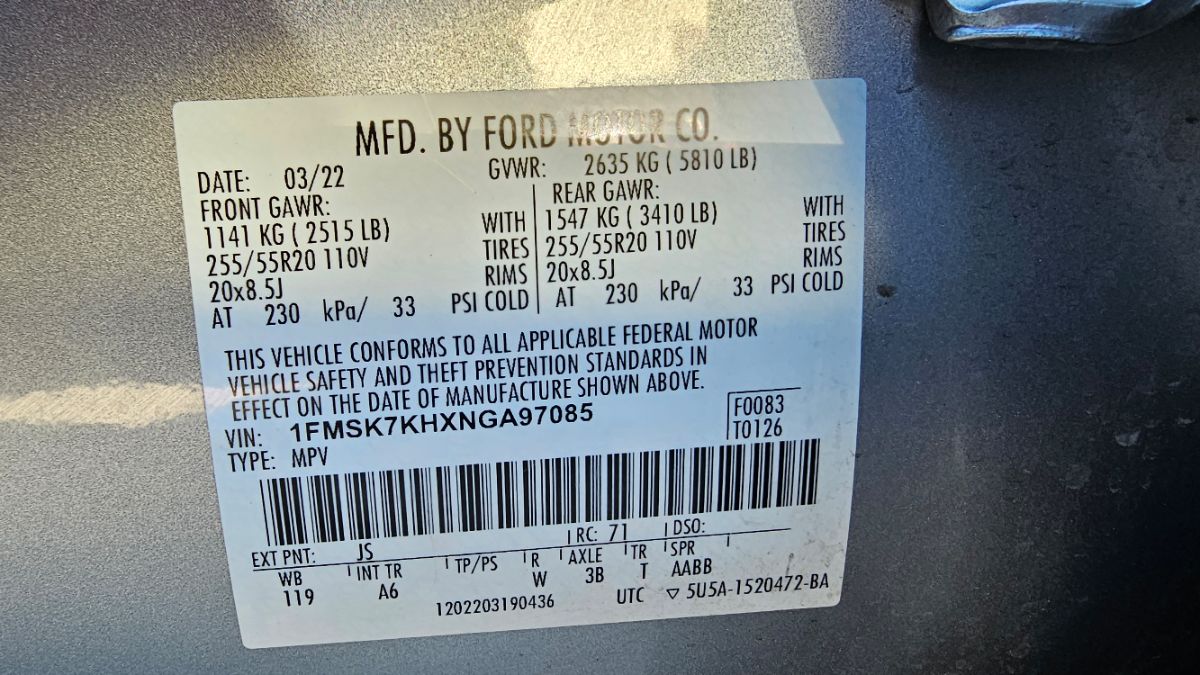 MFD. BY FORD MOTOR CO.
DATE: 03/22 GVWR: 2635 KG ( 5810 LB)
FRONT GAWR: REAR GAWR:
1141 KG ( 2515 LB) WITH 1547 KG ( 3410 LB) WITH
255/55R20 110V TIRES 255/55R20 110V TIRES
20x8.5J RIMS 20x8.5J RIMS
AT 230 kPa/ 33 PSI COLD AT 230 kPa/ 33 PSI COLD
THIS VEHICLE CONFORMS TO ALL APPLICABLE FEDERAL MOTOR
VEHICLE SAFETY AND THEFT PREVENTION STANDARDS IN
EFFECT ON THE DATE OF MANUFACTURE SHOWN ABOVE.
VIN: 1FMSK7KHXNGA97085 F0083
TYPE: MPV T0126
EXT PNT: JS RC: 71 DSO:
WB INT TR TP/PS R AXLE TR SPR
119 A6 W 3B T AABB
1202203190436 UTC ▽ 5U5A-1520472-BA